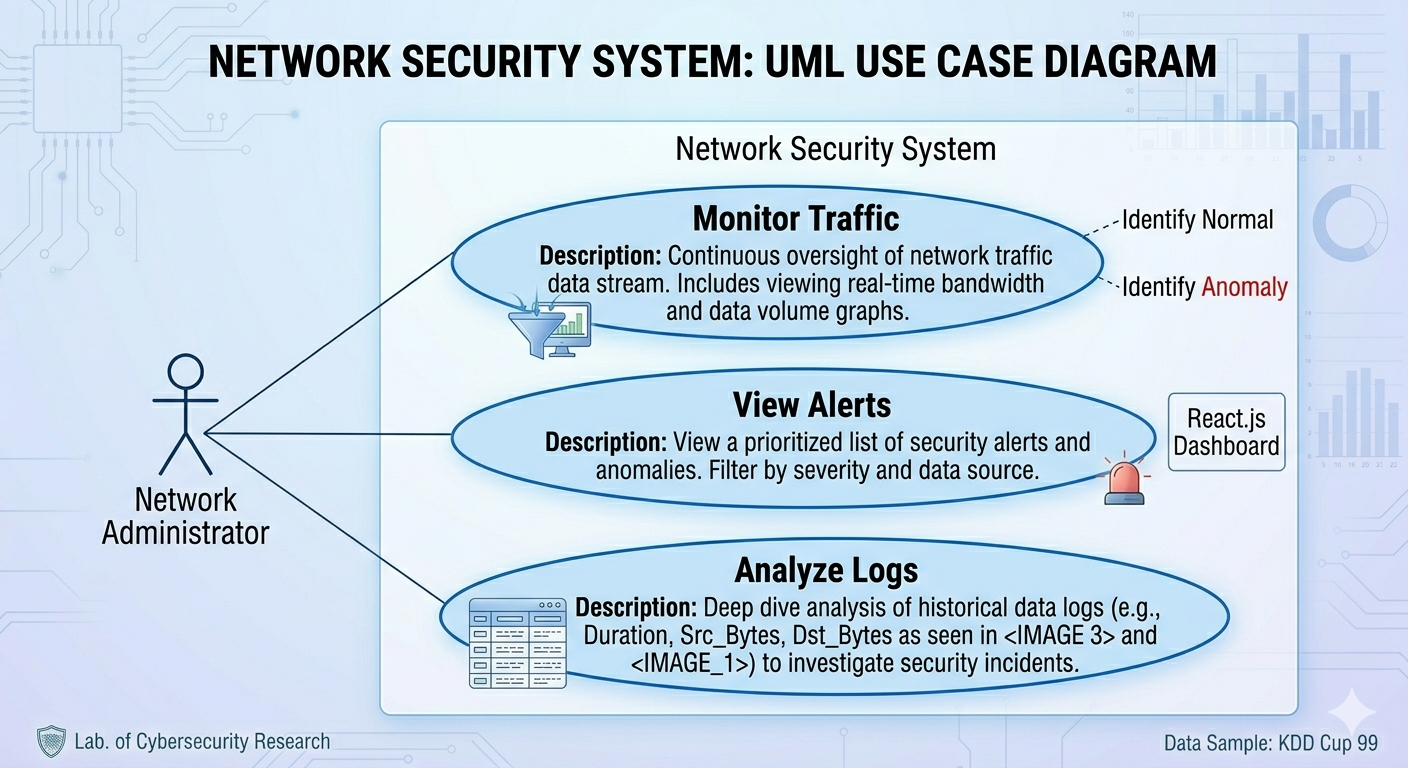 NETWORK SECURITY SYSTEM: UML USE CASE DIAGRAM
Network Security System
Monitor Traffic
Description: Continuous oversight of network traffic
data stream. Includes viewing real-time bandwidth
and data volume graphs.
Identify Normal
Identify Anomaly
View Alerts
Description: View a prioritized list of security alerts and
anomalies. Filter by severity and data source.
React.js
Dashboard
Network
Administrator
Analyze Logs
Description: Deep dive analysis of historical data logs (e.g.,
Duration, Src_Bytes, Dst_Bytes as seen in <IMAGE 3> and
<IMAGE_1>) to investigate security incidents.
Lab. of Cybersecurity Research
Data Sample: KDD Cup 99